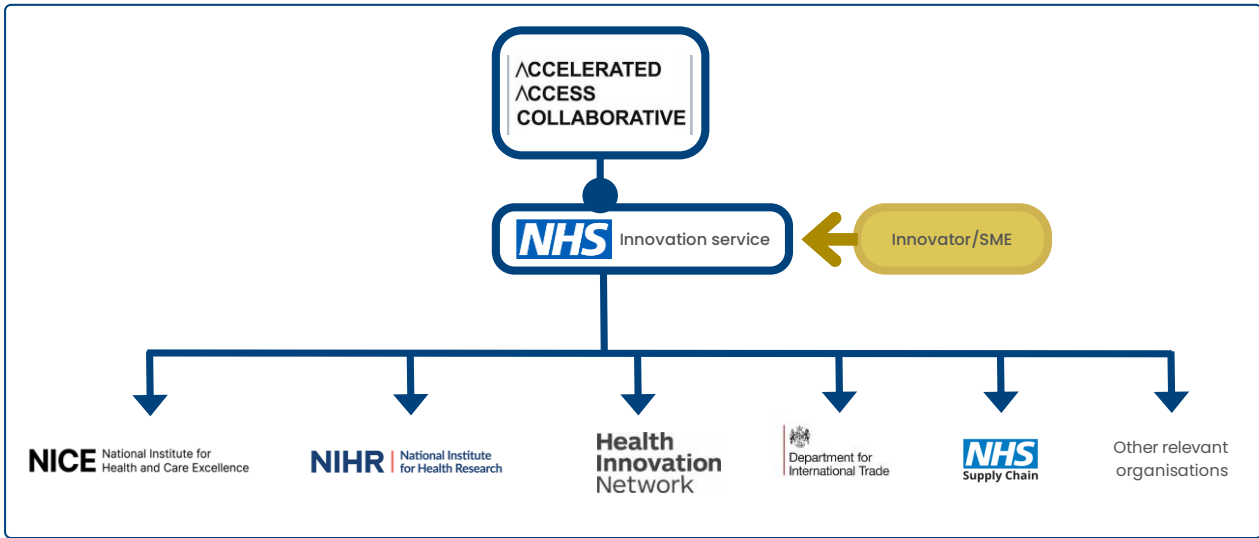 ACCELERATED
ACCESS
COLLABORATIVE
NHS Innovation service
Innovator/SME
NICE National Institute for
Health and Care Excellence
NIHR National Institute
for Health Research
Health
Innovation
Network
Department for
International Trade
NHS
Supply Chain
Other relevant
organisations